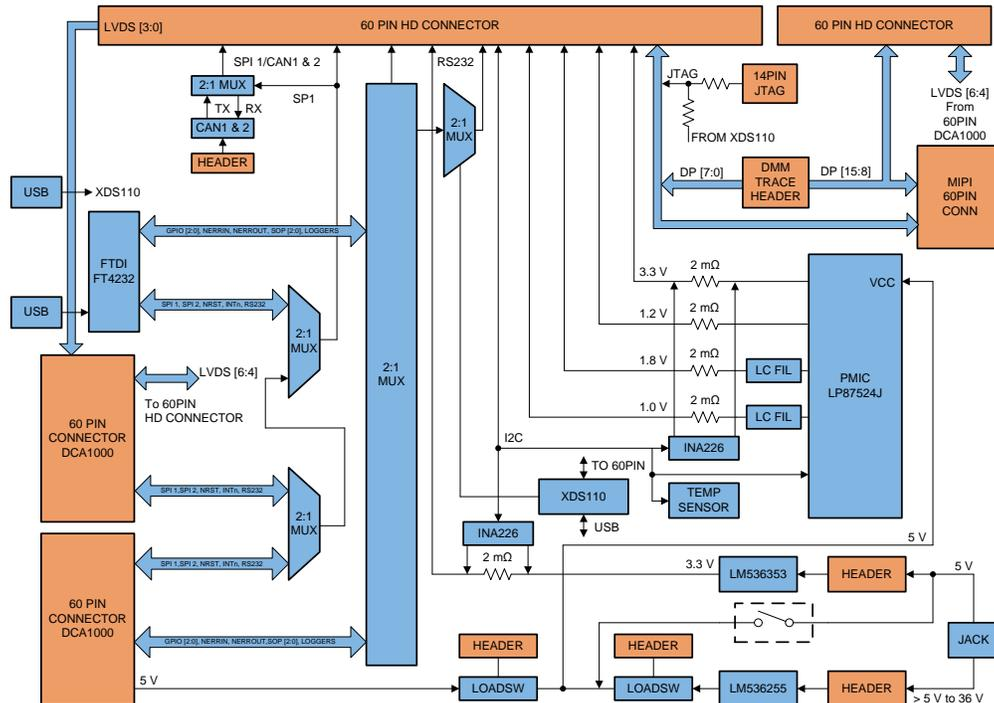 LVDS [3:0]
60 PIN HD CONNECTOR
60 PIN HD CONNECTOR
SPI 1/CAN1 & 2
RS232
2:1 MUX
SP1
TX
RX
CAN1 & 2
HEADER
2:1
MUX
JTAG
14PIN
JTAG
FROM XDS110
LVDS [6:4]
From
60PIN
DCA1000
USB
XDS110
DP [7:0]
DMM
TRACE
HEADER
DP [15:8]
MIPI
60PIN
CONN
FTDI
FT4232
GPIO [2:0], NERRIN, NERROUT, SOP [2:0], LOGGERS
USB
SPI 1, SPI 2, NRST, INTn, RS232
2:1
MUX
2:1
MUX
3.3 V
2 mΩ
VCC
1.2 V
2 mΩ
1.8 V
2 mΩ
LC FIL
1.0 V
2 mΩ
LC FIL
PMIC
LP87524J
60 PIN
CONNECTOR
DCA1000
LVDS [6:4]
To 60PIN
HD CONNECTOR
I2C
INA226
TO 60PIN
XDS110
USB
TEMP
SENSOR
SPI 1,SPI 2, NRST, INTn, RS232
2:1
MUX
SPI 1,SPI 2, NRST, INTn, RS232
INA226
2 mΩ
5 V
3.3 V
LM536353
HEADER
5 V
60 PIN
CONNECTOR
DCA1000
GPIO [2:0], NERRIN, NERROUT,SOP [2:0], LOGGERS
HEADER
HEADER
JACK
5 V
LOADSW
LOADSW
LM536255
HEADER
> 5 V to 36 V